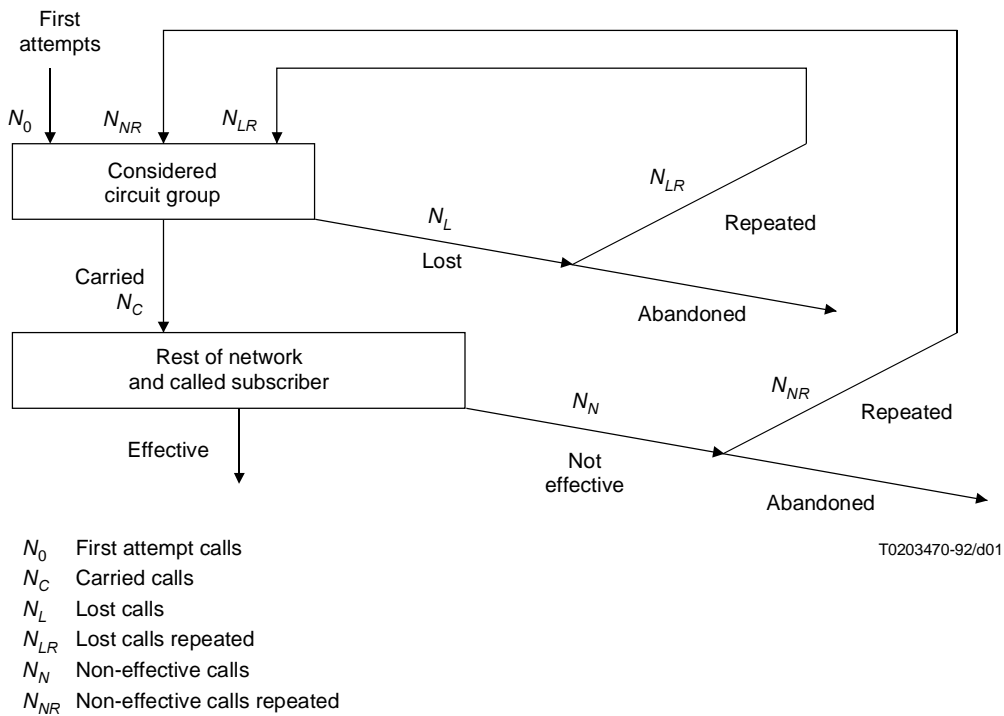 First
attempts
N0
NNR
NLR
Considered
circuit group
NLR
NL
Repeated
Lost
Carried
NC
Abandoned
Rest of network
and called subscriber
NNR
NN
Repeated
Effective
Not
effective
Abandoned
N0 First attempt calls
T0203470-92/d01
NC Carried calls
NL Lost calls
NLR Lost calls repeated
NN Non-effective calls
NNR Non-effective calls repeated